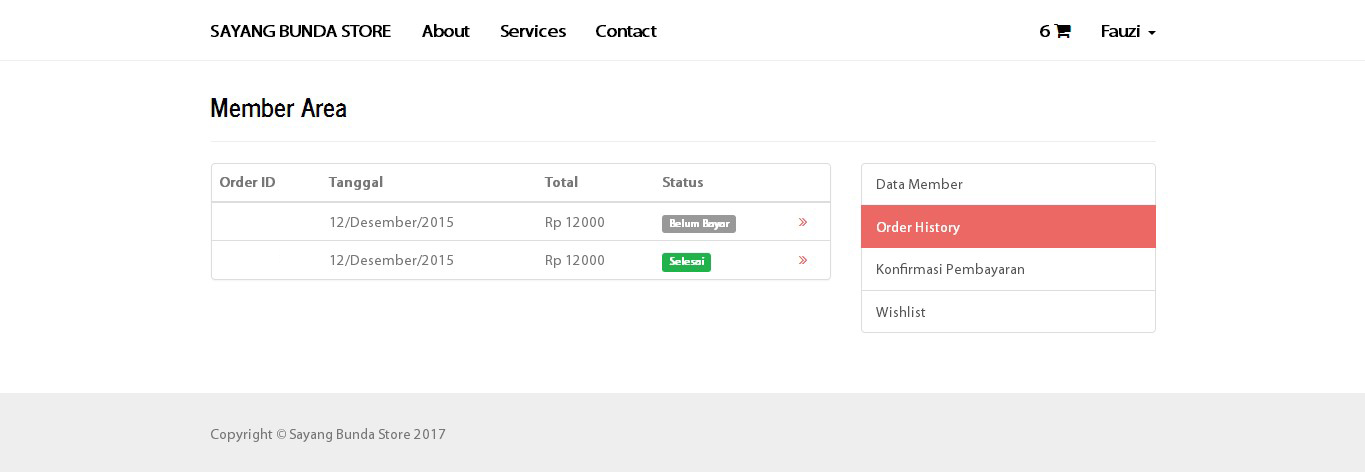 SAYANG BUNDA STORE About Services Contact 6 Fauzi
Member Area
Order ID Tanggal Total Status
12/Desember/2015 Rp 12000 Belum Bayar
12/Desember/2015 Rp 12000 Selesai
Data Member
Order History
Konfirmasi Pembayaran
Wishlist
Copyright © Sayang Bunda Store 2017